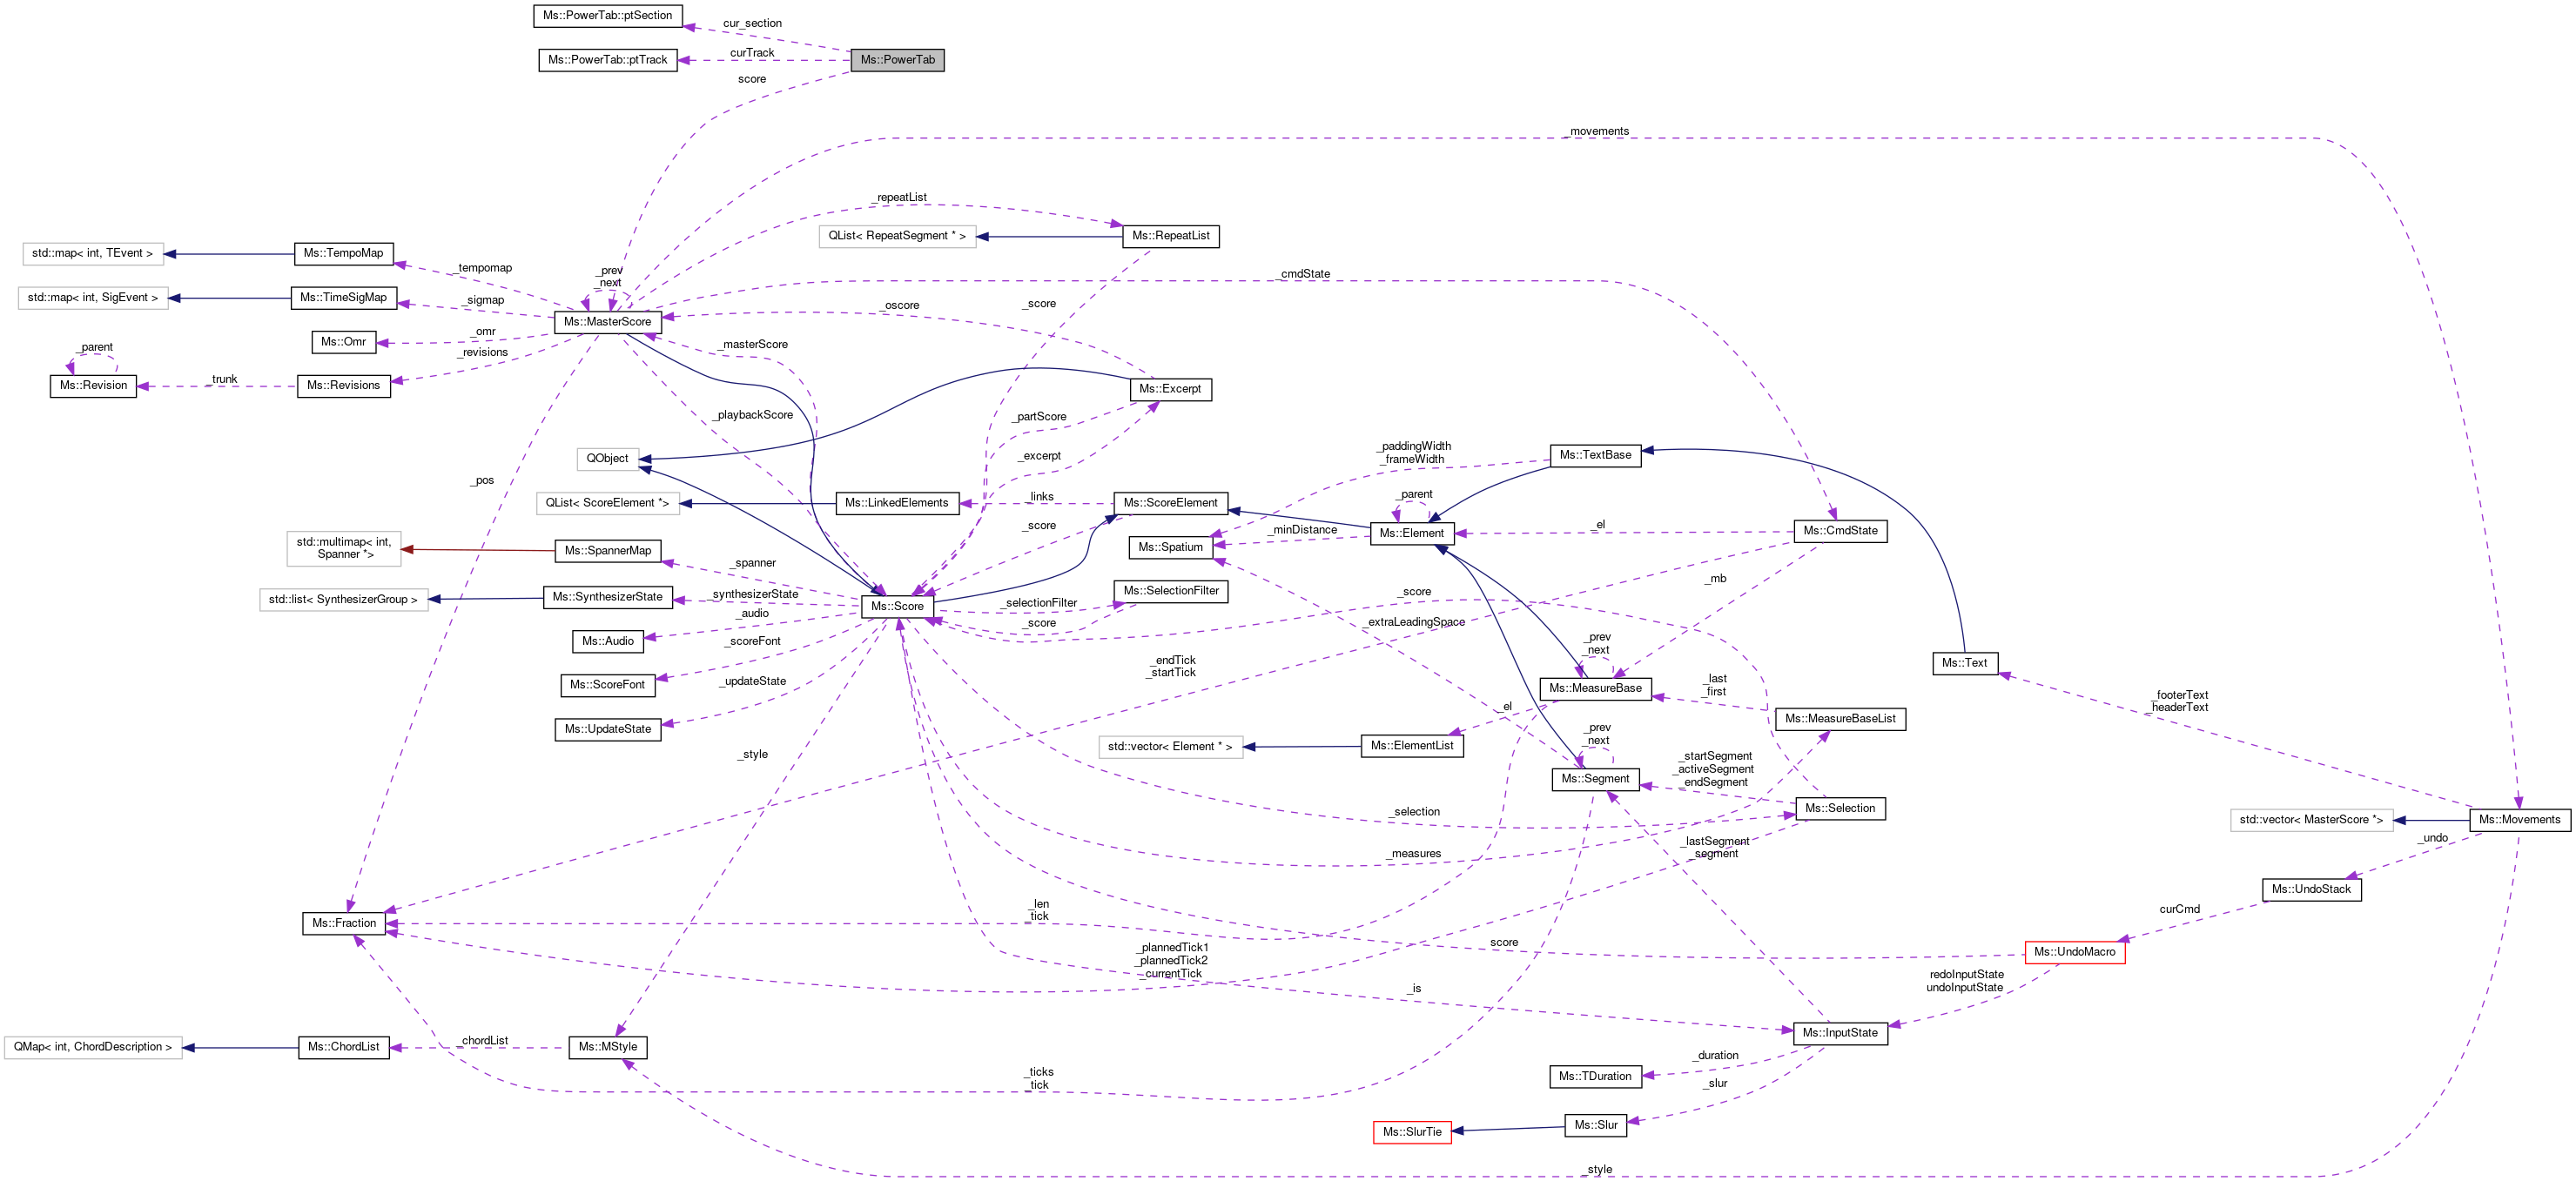 Ms::PowerTab::ptSection
cur_section
Ms::PowerTab::ptTrack
curTrack
Ms::PowerTab
score
_movements
_repeatList
QList< RepeatSegment * >
Ms::RepeatList
std::map< int, TEvent >
Ms::TempoMap
_tempomap
_prev
_next
_cmdState
std::map< int, SigEvent >
Ms::TimeSigMap
_sigmap
_score
_oscore
Ms::MasterScore
Ms::Omr
_omr
_masterScore
_parent
_revisions
Ms::Revision
_trunk
Ms::Revisions
Ms::Excerpt
_playbackScore
_partScore
_excerpt
QObject
_paddingWidth
_frameWidth
Ms::TextBase
_pos
QList< ScoreElement *>
Ms::LinkedElements
_links
Ms::ScoreElement
_parent
_score
_minDistance
Ms::Element
_el
Ms::CmdState
std::multimap< int,
Spanner *>
Ms::SpannerMap
_spanner
Ms::Spatium
_mb
std::list< SynthesizerGroup >
Ms::SynthesizerState
_synthesizerState
Ms::Score
_selectionFilter
Ms::SelectionFilter
_score
_audio
_score
_extraLeadingSpace
Ms::Audio
_scoreFont
_prev
_next
Ms::Text
_endTick
_startTick
Ms::ScoreFont
_updateState
Ms::MeasureBase
_last
_first
_footerText
_headerText
_el
Ms::MeasureBaseList
Ms::UpdateState
_prev
_next
std::vector< Element * >
Ms::ElementList
_style
_startSegment
_activeSegment
_endSegment
Ms::Segment
_selection
Ms::Selection
std::vector< MasterScore *>
Ms::Movements
_lastSegment
_segment
_measures
_undo
Ms::UndoStack
_len
_tick
Ms::Fraction
curCmd
_plannedTick1
_plannedTick2
_currentTick
score
Ms::UndoMacro
redoInputState
undoInputState
_is
Ms::InputState
QMap< int, ChordDescription >
Ms::ChordList
_chordList
Ms::MStyle
_duration
_ticks
_tick
Ms::TDuration
_slur
Ms::SlurTie
Ms::Slur
_style